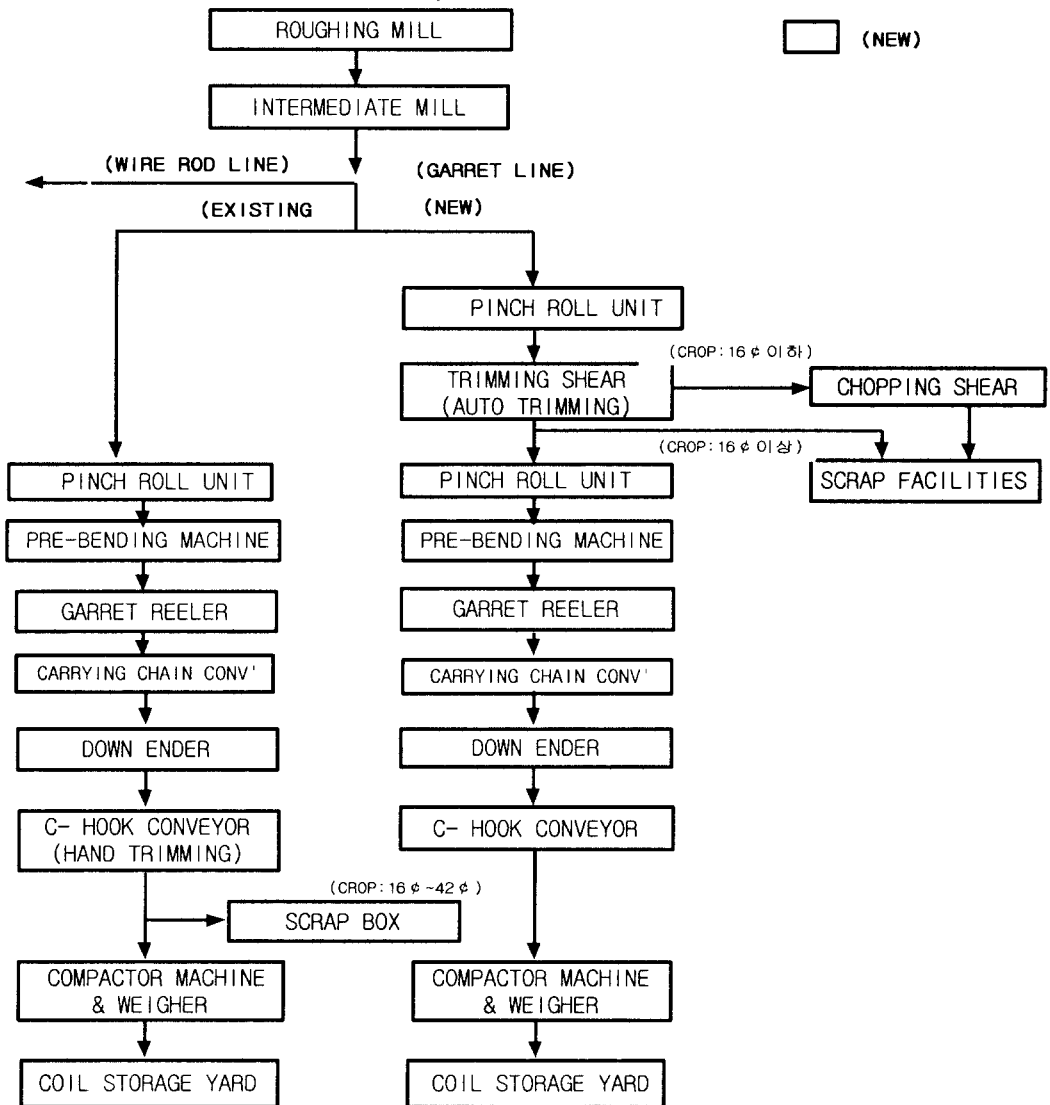 ROUGHING MILL
(NEW)
INTERMEDIATE MILL
(WIRE ROD LINE)
(GARRET LINE)
(EXISTING
(NEW)
PINCH ROLL UNIT
(CROP:16 ¢ 이하)
TRIMMING SHEAR
(AUTO TRIMMING)
CHOPPING SHEAR
(CROP:16 ¢ 이상)
SCRAP FACILITIES
PINCH ROLL UNIT
PINCH ROLL UNIT
PRE-BENDING MACHINE
PRE-BENDING MACHINE
GARRET REELER
GARRET REELER
CARRYING CHAIN CONV'
CARRYING CHAIN CONV'
DOWN ENDER
DOWN ENDER
C- HOOK CONVEYOR
(HAND TRIMMING)
C- HOOK CONVEYOR
(CROP:16 ¢ ~42 ¢ )
SCRAP BOX
COMPACTOR MACHINE
& WEIGHER
COMPACTOR MACHINE
& WEIGHER
COIL STORAGE YARD
COIL STORAGE YARD